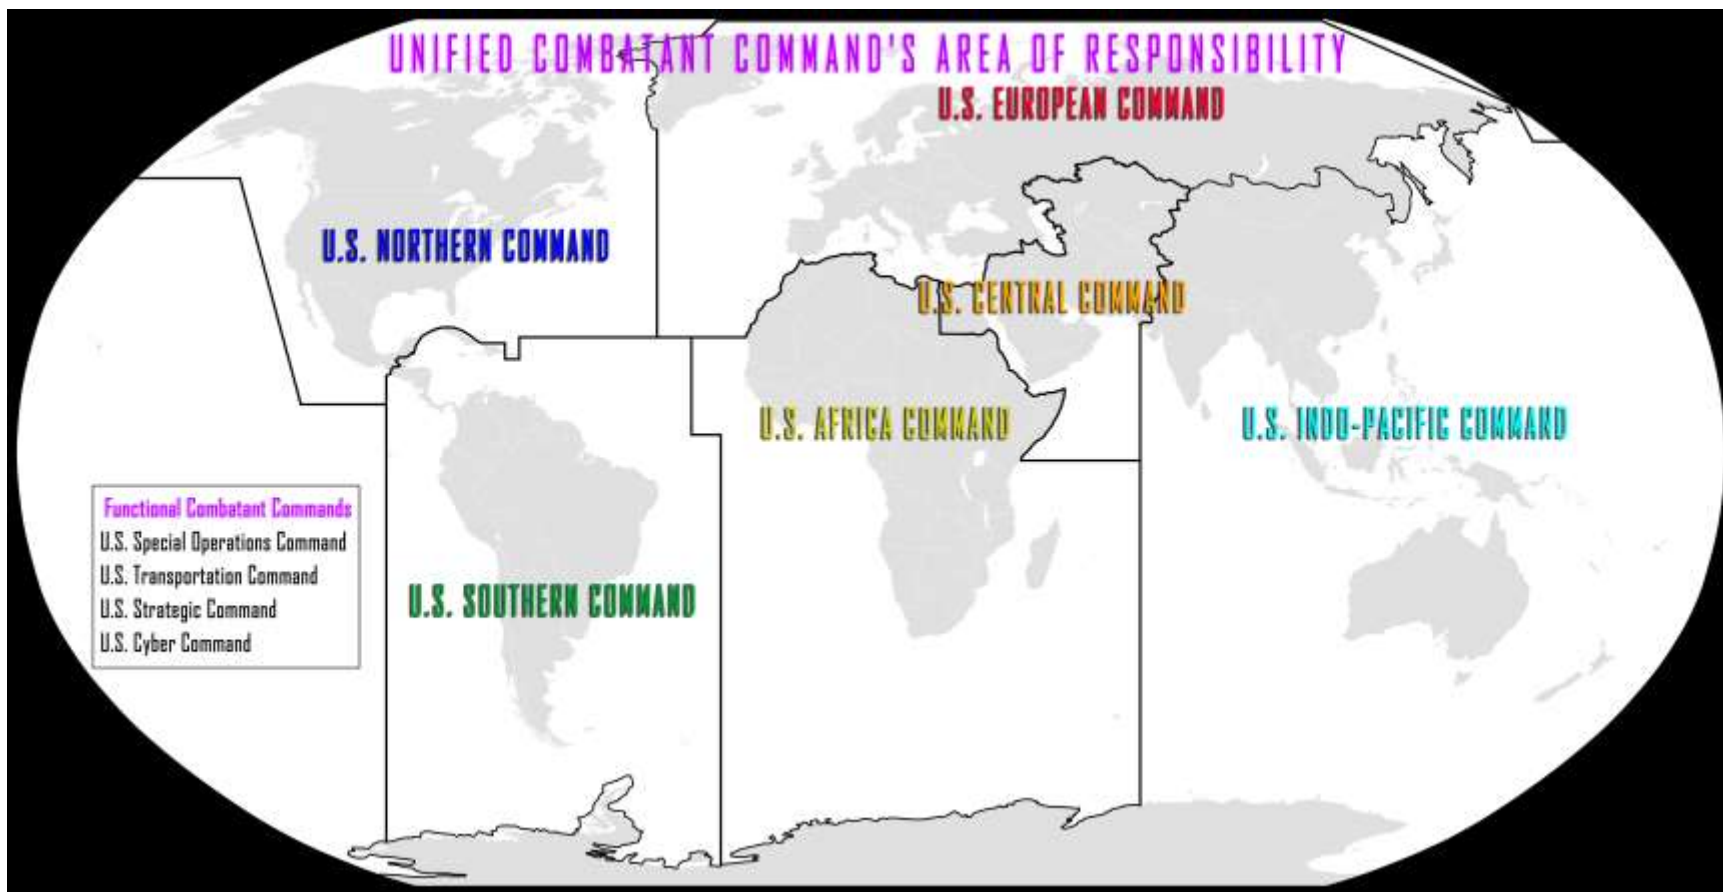 UNIFIED COMBATANT COMMAND'S AREA OF RESPONSIBILITY
U.S. EUROPEAN COMMAND
U.S. NORTHERN COMMAND
U.S. CENTRAL COMMAND
U.S. AFRICA COMMAND
U.S. INDO-PACIFIC COMMAND
Functional Combatant Commands
U.S. Special Operations Command
U.S. Transportation Command
U.S. Strategic Command
U.S. Cyber Command
U.S. SOUTHERN COMMAND